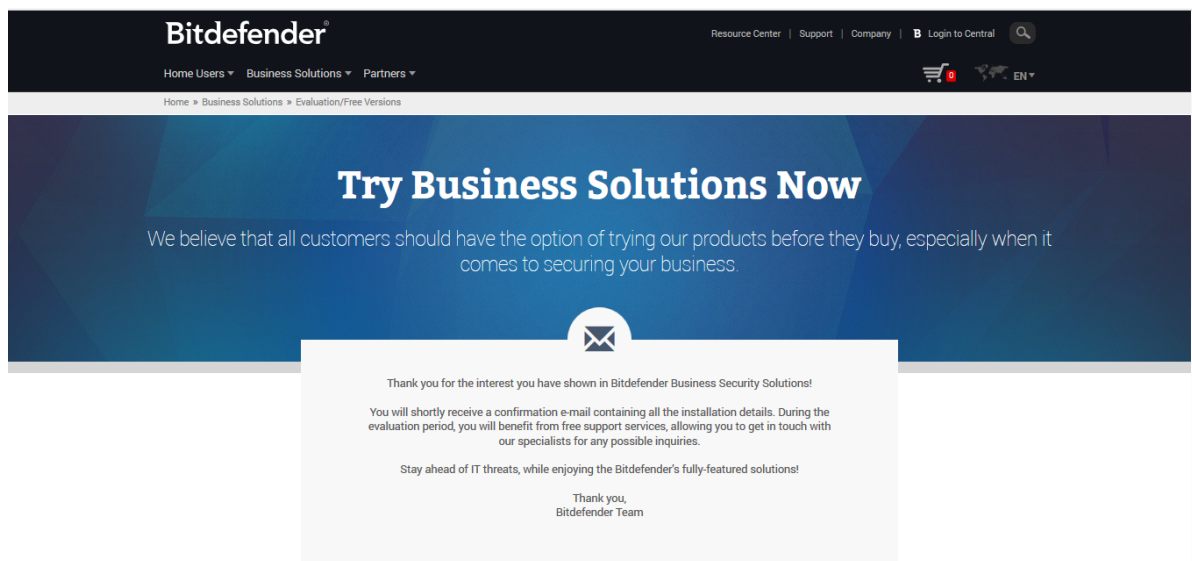 Bitdefender®
Resource Center | Support | Company | B Login to Central
Home Users ▾ Business Solutions ▾ Partners ▾
0 EN ▾
Home » Business Solutions » Evaluation/Free Versions
Try Business Solutions Now
We believe that all customers should have the option of trying our products before they buy, especially when it
comes to securing your business.
Thank you for the interest you have shown in Bitdefender Business Security Solutions!
You will shortly receive a confirmation e-mail containing all the installation details. During the
evaluation period, you will benefit from free support services, allowing you to get in touch with
our specialists for any possible inquiries.
Stay ahead of IT threats, while enjoying the Bitdefender's fully-featured solutions!
Thank you,
Bitdefender Team